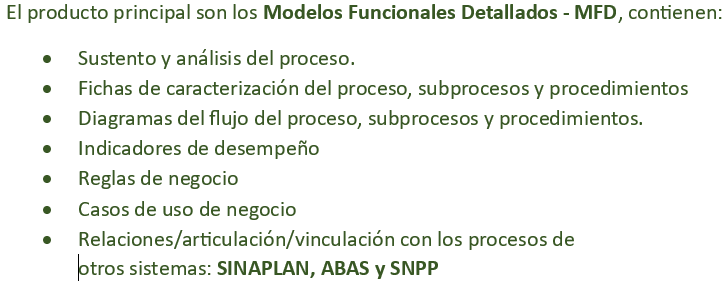 El producto principal son los Modelos Funcionales Detallados - MFD, contienen:
• Sustento y análisis del proceso.
• Fichas de caracterización del proceso, subprocesos y procedimientos
• Diagramas del flujo del proceso, subprocesos y procedimientos.
• Indicadores de desempeño
• Reglas de negocio
• Casos de uso de negocio
• Relaciones/articulación/vinculación con los procesos de
otros sistemas: SINAPLAN, ABAS y SNPP